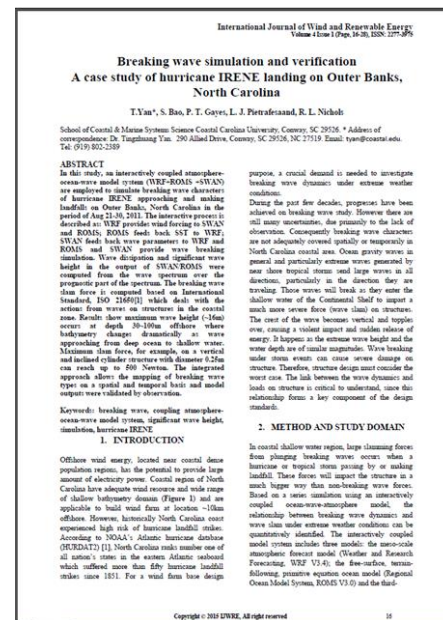 International Journal of Wind and Renewable Energy
Volume 4 Issue 1 (Page, 16-28), ISSN: 2277-3975
Breaking wave simulation and verification
A case study of hurricane IRENE landing on Outer Banks,
North Carolina
T.Yan*, S. Bao, P. T. Gayes, L. J. Pietrafesaand, R. L. Nichols
School of Coastal & Marine Systems Science Coastal Carolina University, Conway, SC 29526. * Address of
correspondence: Dr. Tingzhuang Yan. 290 Allied Drive, Conway, SC 29526, NC 27519. Email: tyan@coastal.edu.
Tel: (919) 802-2389
ABSTRACT
In this study, an interactively coupled atmosphere-
ocean-wave model system (WRF+ROMS +SWAN)
are employed to simulate breaking wave characters
of hurricane IRENE approaching and making
landfall on Outer Banks, North Carolina in the
period of Aug 21-30, 2011. The interactive process is
described as: WRF provides wind forcing to SWAN
and ROMS; ROMS feeds back SST to WRF;
SWAN feeds back wave parameters to WRF and
ROMS and SWAN provide wave breaking
simulation. Wave dissipation and significant wave
height in the output of SWAN/ROMS were
computed from the wave spectrum over the
prognostic part of the spectrum. The breaking wave
slam force is computed based on International
Standard, ISO 21650[1] which deals with the
actions from waves on structures in the coastal
zone. Results show maximum wave height (~16m)
occurs at depth 30~100m offshore where
bathymetry changes dramatically as wave
approaching from deep ocean to shallow water.
Maximum slam force, for example, on a vertical
and inclined cylinder structure with diameter 0.25m
can reach up to 500 Newton. The integrated
approach allows the mapping of breaking wave
types on a spatial and temporal basis and model
outputs were validated by observation.
Keywords: breaking wave, coupling atmosphere-
ocean-wave model system, significant wave height,
simulation, hurricane IRENE
1. INTRODUCTION
Offshore wind energy, located near coastal dense
population regions, has the potential to provide large
amount of electricity power. Coastal region of North
Carolina have adequate wind resource and wide range
of shallow bathymetry domain (Figure 1) and are
applicable to build wind farm at location ~10km
offshore. However, historically North Carolina coast
experienced high risk of hurricane landfall strikes.
According to NOAA's Atlantic hurricane database
(HURDAT2) [1], North Carolina ranks number one of
all nation's states in the eastern Atlantic seaboard
which suffered more than fifty hurricane landfall
strikes since 1851. For a wind farm base design
purpose, a crucial demand is needed to investigate
breaking wave dynamics under extreme weather
conditions.
During the past few decades, progresses have been
achieved on breaking wave study. However there are
still many uncertainties, due primarily to the lack of
observation. Consequently breaking wave characters
are not adequately covered spatially or temporarily in
North Carolina coastal area. Ocean gravity waves in
general and particularly extreme waves generated by
near shore tropical storms send large waves in all
directions, particularly in the direction they are
traveling. Those waves will break as they enter the
shallow water of the Continental Shelf to impact a
much more severe force (wave slam) on structures.
The crest of the wave becomes vertical and topples
over, causing a violent impact and sudden release of
energy. It happens as the extreme wave height and the
water depth are of similar magnitudes. Wave breaking
under storm events can cause severe damage on
structure. Therefore, structure design must consider the
worst case. The link between the wave dynamics and
loads on structure is critical to understand, since this
relationship forms a key component of the design
standards.
2. METHOD AND STUDY DOMAIN
In coastal shallow water region, large slamming forces
from plunging breaking waves occurs when a
hurricane or tropical storm passing by or making
landfall. These forces will impact the structure in a
much bigger way than non-breaking wave forces.
Based on a series simulation using an interactively
coupled ocean-wave-atmosphere model, the
relationship between breaking wave dynamics and
wave slam under extreme weather conditions can be
quantitatively identified. The interactively coupled
model system includes three models: the meso-scale
atmospheric forecast model (Weather and Research
Forecasting, WRF V3.4); the free-surface, terrain-
following, primitive equation ocean model (Regional
Ocean Model System, ROMS V3.0) and the third-
Copyright © 2015 IJWRE, All right reserved
16